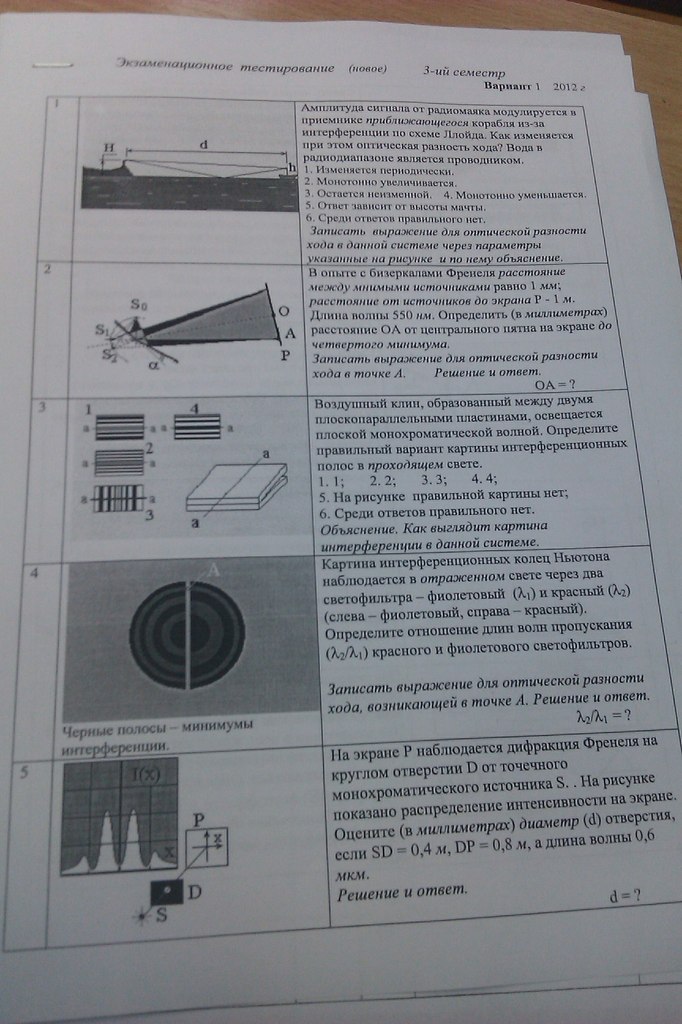 Экзаменационное тестирование (новое) 3-ий семестр
Вариант 1 2012 г
1
H d h
Амплитуда сигнала от радиомаяка модулируется в
приемнике приближающегося корабля из-за
интерференции по схеме Ллойда. Как изменяется
при этом оптическая разность хода? Вода в
радиодиапазоне является проводником.
1. Изменяется периодически.
2. Монотонно увеличивается.
3. Остается неизменной. 4. Монотонно уменьшается.
5. Ответ зависит от высоты мачты.
6. Среди ответов правильного нет.
Записать выражение для оптической разности
хода в данной системе через параметры
указанные на рисунке и по нему объяснение.
2
S₀
S₁
S₂
α
O
A
P
В опыте с бизеркалами Френеля расстояние
между мнимыми источниками равно 1 мм;
расстояние от источников до экрана P - 1 м.
Длина волны 550 нм. Определить (в миллиметрах)
расстояние OA от центрального пятна на экране до
четвертого минимума.
Записать выражение для оптической разности
хода в точке A. Решение и ответ.
OA = ?
3
1 4
a a a
2
a a
a a
3
a
a
Воздушный клин, образованный между двумя
плоскопараллельными пластинами, освещается
плоской монохроматической волной. Определите
правильный вариант картины интерференционных
полос в проходящем свете.
1. 1; 2. 2; 3. 3; 4. 4;
5. На рисунке правильной картины нет;
6. Среди ответов правильного нет.
Объяснение. Как выглядит картина
интерференции в данной системе.
4
A
Черные полосы – минимумы
интерференции.
Картина интерференционных колец Ньютона
наблюдается в отраженном свете через два
светофильтра – фиолетовый (λ₁) и красный (λ₂)
(слева – фиолетовый, справа – красный).
Определите отношение длин волн пропускания
(λ₂/λ₁) красного и фиолетового светофильтров.
Записать выражение для оптической разности
хода, возникающей в точке A. Решение и ответ.
λ₂/λ₁ = ?
5
I(x)
x
P
x
D
S
На экране P наблюдается дифракция Френеля на
круглом отверстии D от точечного
монохроматического источника S. . На рисунке
показано распределение интенсивности на экране.
Оцените (в миллиметрах) диаметр (d) отверстия,
если SD = 0,4 м, DP = 0,8 м, а длина волны 0,6
мкм.
Решение и ответ.
d = ?